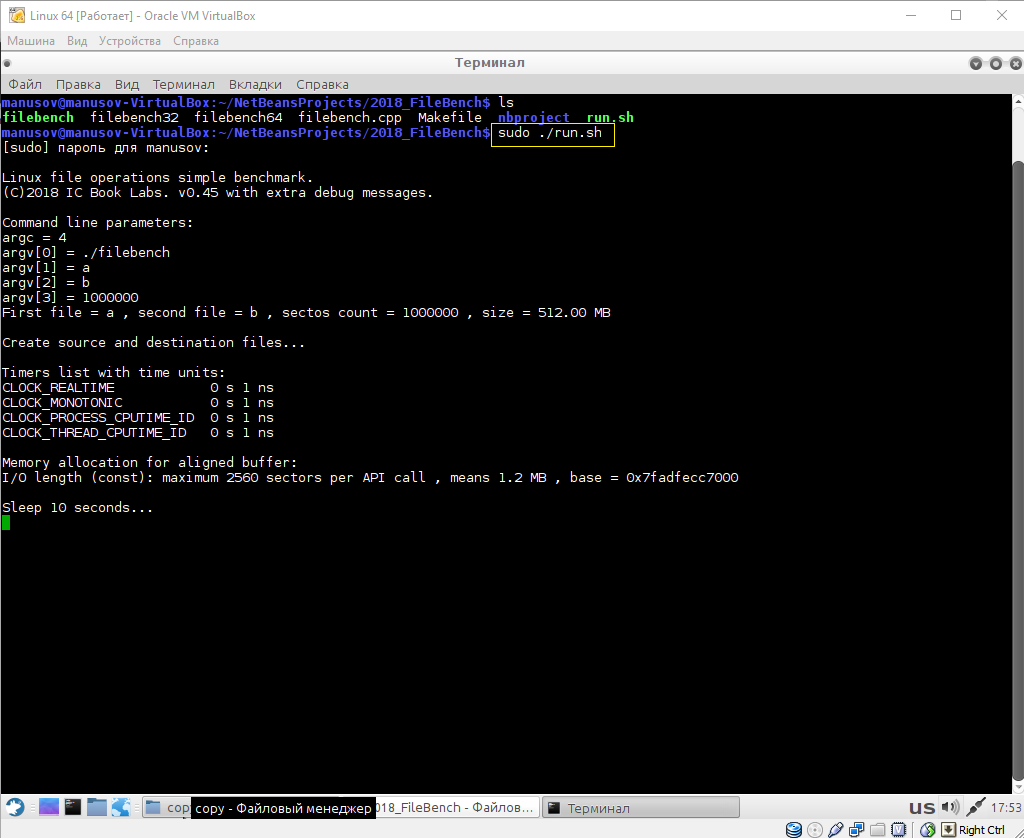 Linux 64 [Работает] - Oracle VM VirtualBox
Машина Вид Устройства Справка
Терминал
Файл Правка Вид Терминал Вкладки Справка
manusov@manusov-VirtualBox:~/NetBeansProjects/2018_FileBench$ ls
filebench filebench32 filebench64 filebench.cpp Makefile nbproject run.sh
manusov@manusov-VirtualBox:~/NetBeansProjects/2018_FileBench$ sudo ./run.sh
[sudo] пароль для manusov:
Linux file operations simple benchmark.
(C)2018 IC Book Labs. v0.45 with extra debug messages.
Command line parameters:
argc = 4
argv[0] = ./filebench
argv[1] = a
argv[2] = b
argv[3] = 1000000
First file = a , second file = b , sectos count = 1000000 , size = 512.00 MB
Create source and destination files...
Timers list with time units:
CLOCK_REALTIME 0 s 1 ns
CLOCK_MONOTONIC 0 s 1 ns
CLOCK_PROCESS_CPUTIME_ID 0 s 1 ns
CLOCK_THREAD_CPUTIME_ID 0 s 1 ns
Memory allocation for aligned buffer:
I/O length (const): maximum 2560 sectors per API call , means 1.2 MB , base = 0x7fadfecc7000
Sleep 10 seconds...
cop copy - Файловый менеджер 018_FileBench - Файлов... Терминал us 17:53
Right Ctrl